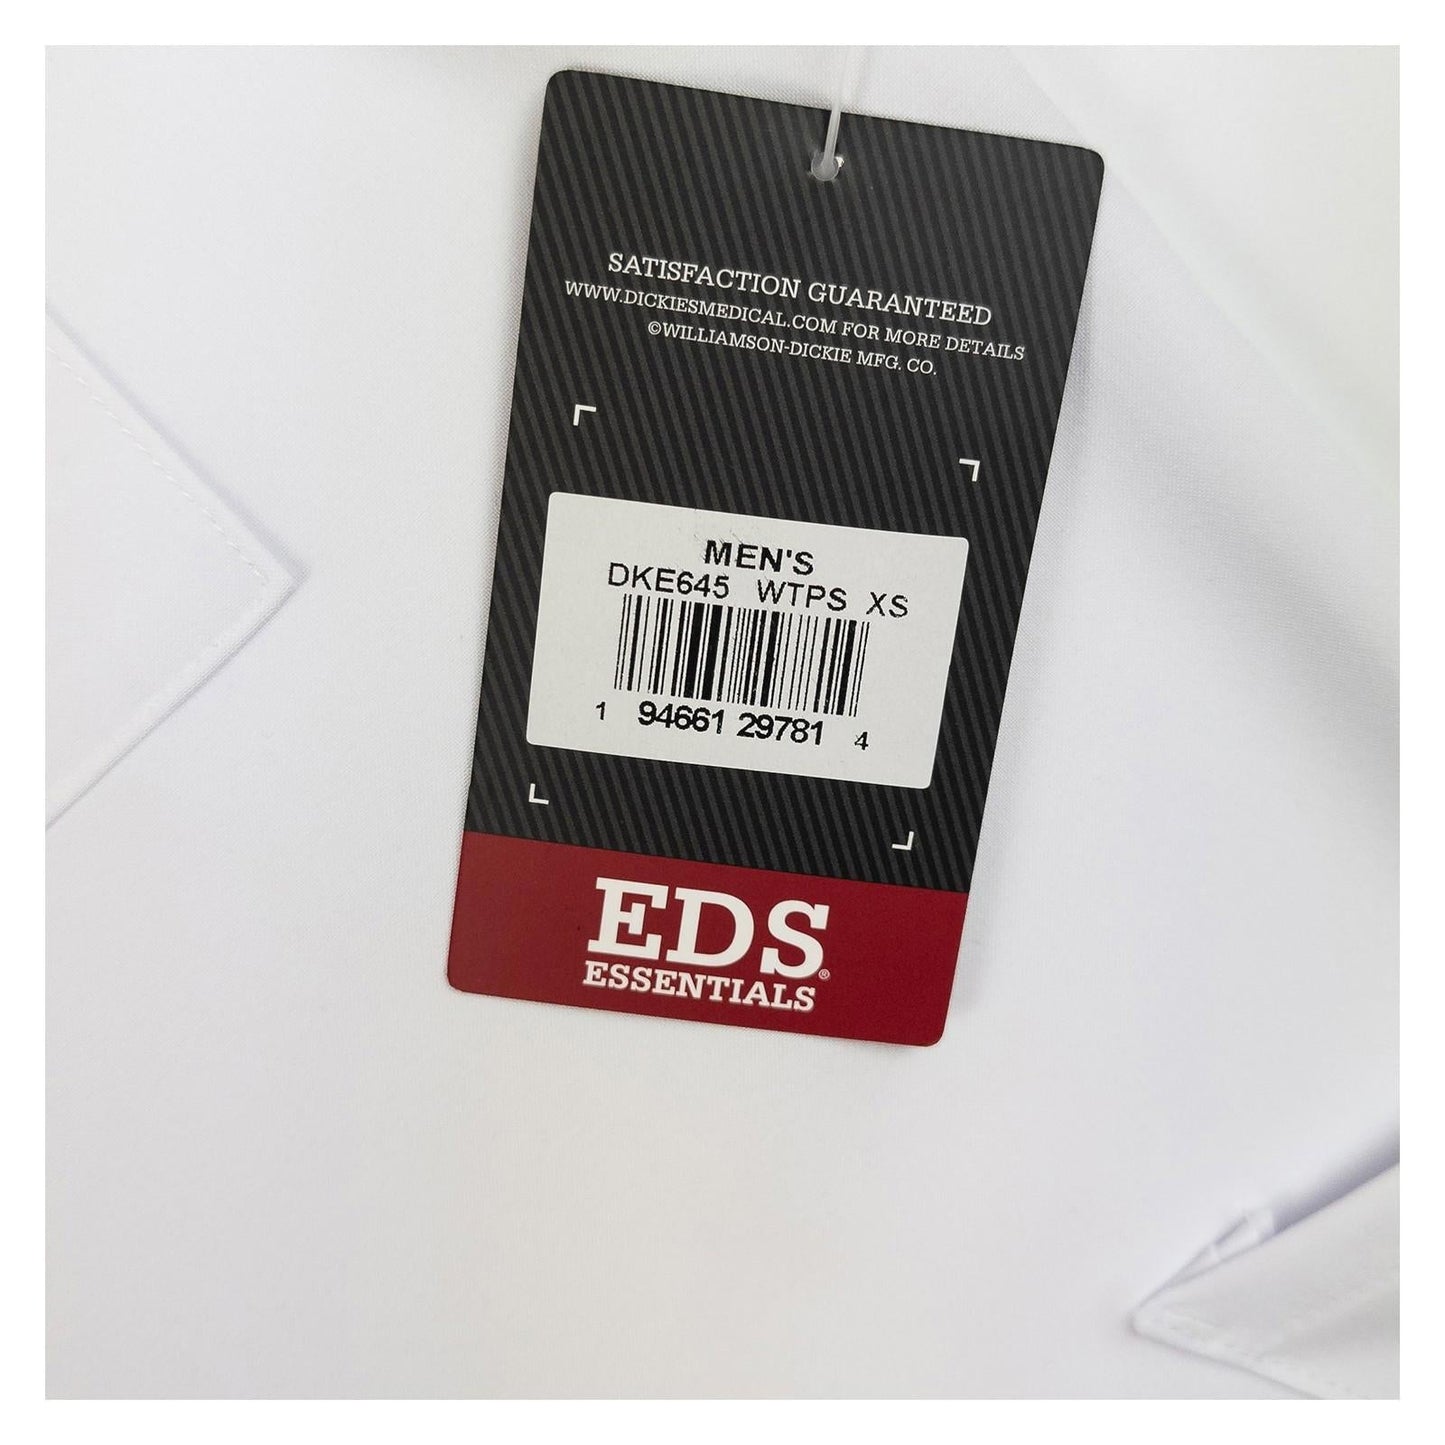 SATISFACTION GUARANTEED
WWW.DICKIESMEDICAL.COM FOR MORE DETAILS
©WILLIAMSON-DICKIE MFG. CO.
MEN'S
DKE645 WTPS XS
1 94661 29781 4
EDS®
ESSENTIALS